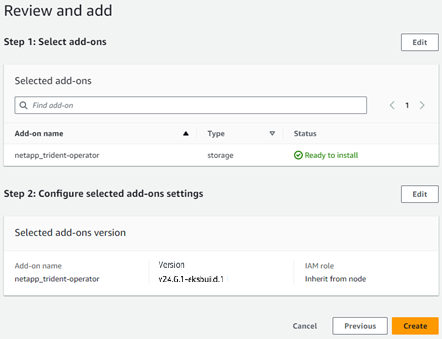 Review and add
Step 1: Select add-ons
Edit
Selected add-ons
Find add-on
1
Add-on name Type Status
netapp_trident-operator storage Ready to install
Step 2: Configure selected add-ons settings
Edit
Selected add-ons version
Add-on name Version IAM role
netapp_trident-operator v24.6.1-eksbuild.1 Inherit from node
Cancel Previous Create